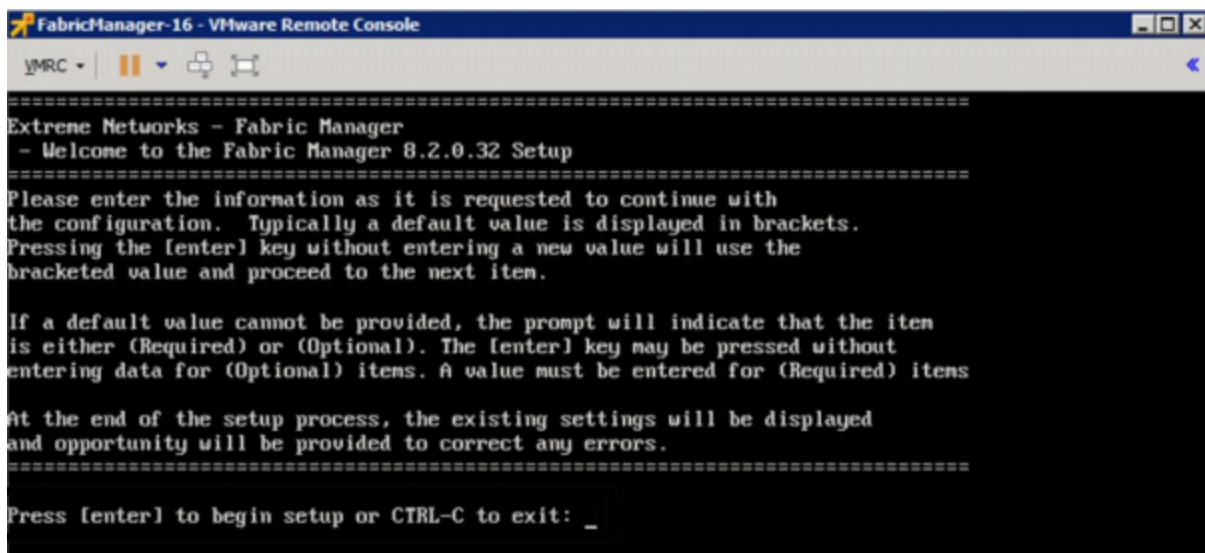 FabricManager-16 - VMware Remote Console
VMRC
================================================================================
Extreme Networks - Fabric Manager
- Welcome to the Fabric Manager 8.2.0.32 Setup
================================================================================
Please enter the information as it is requested to continue with
the configuration.  Typically a default value is displayed in brackets.
Pressing the [enter] key without entering a new value will use the
bracketed value and proceed to the next item.
If a default value cannot be provided, the prompt will indicate that the item
is either (Required) or (Optional). The [enter] key may be pressed without
entering data for (Optional) items. A value must be entered for (Required) items
At the end of the setup process, the existing settings will be displayed
and opportunity will be provided to correct any errors.
================================================================================
Press [enter] to begin setup or CTRL-C to exit: _